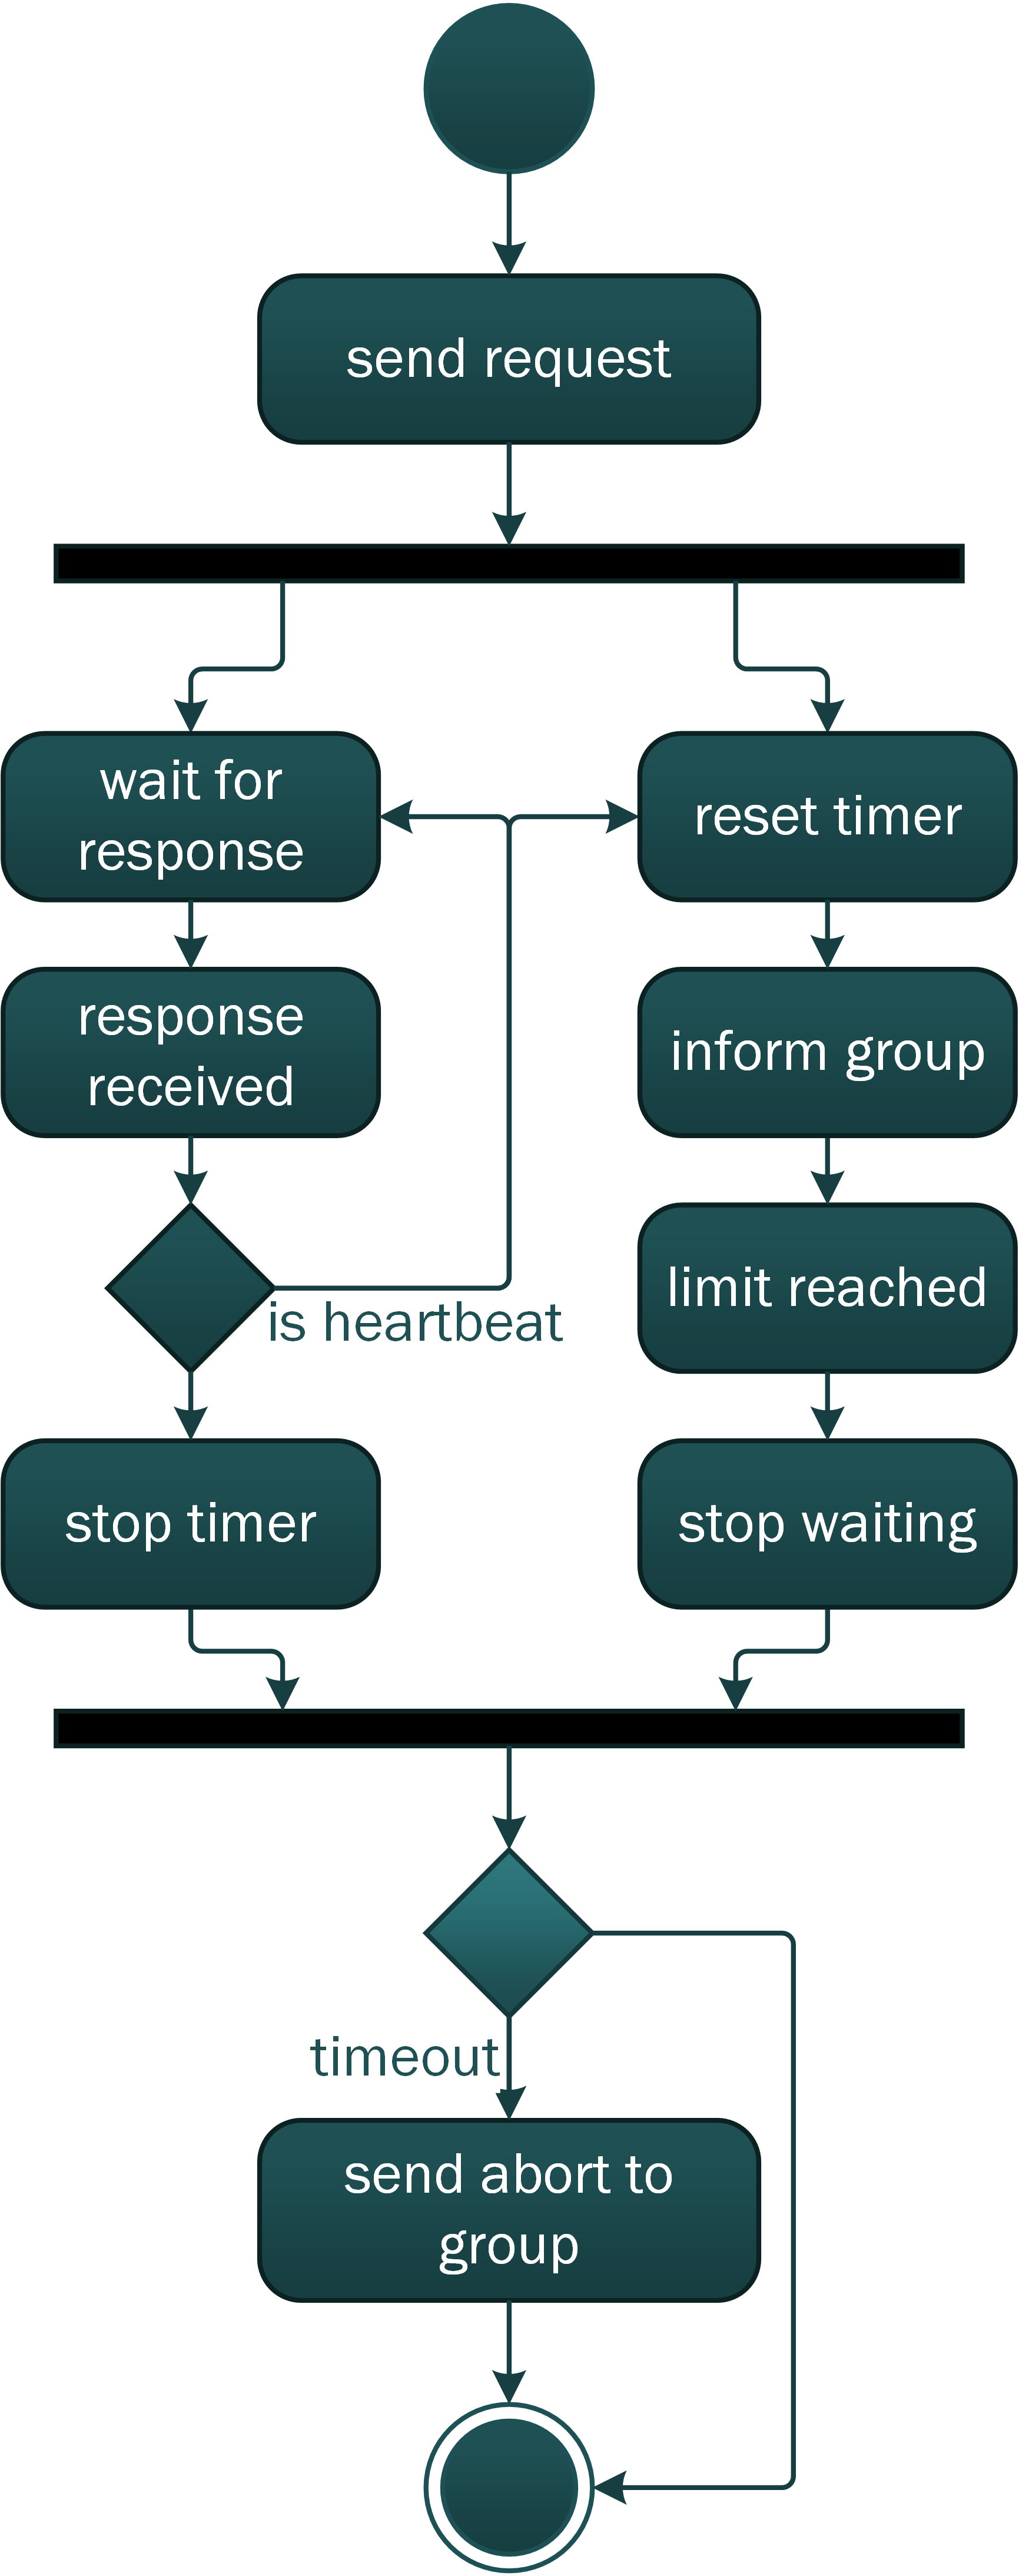 send request
wait for
response
reset timer
response
received
inform group
is heartbeat
limit reached
stop timer
stop waiting
timeout
send abort to
group